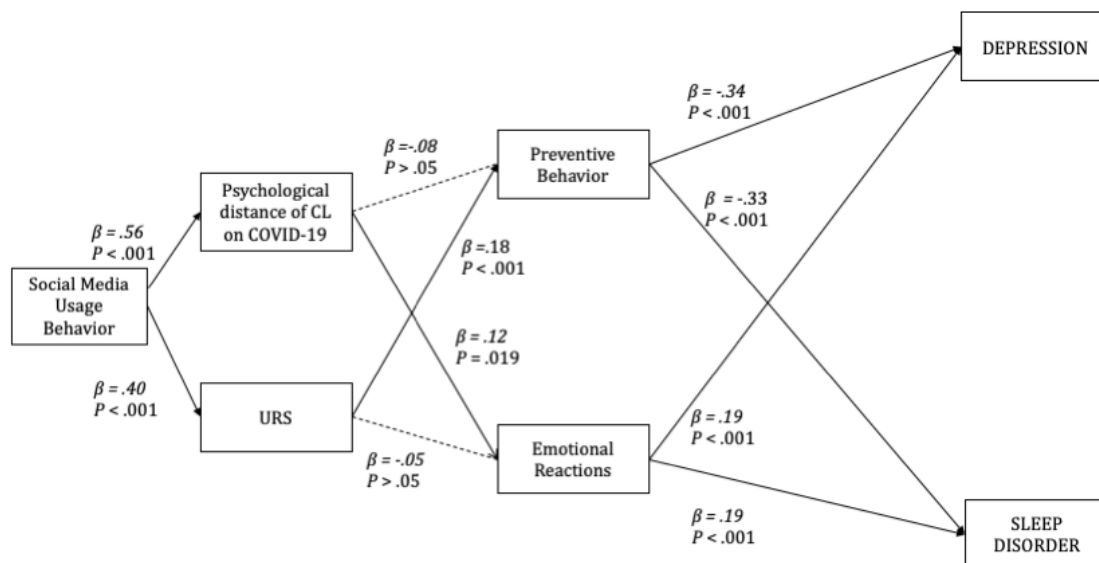 DEPRESSION
β = -.34
P < .001
β =-.08
P > .05
Preventive
Behavior
Psychological
distance of CL
on COVID-19
β = -.33
P < .001
β = .56
P < .001
β =.18
P < .001
Social Media
Usage
Behavior
β = .12
P = .019
β = .40
P < .001
URS
β = .19
P < .001
Emotional
Reactions
β = -.05
P > .05
β = .19
P < .001
SLEEP
DISORDER